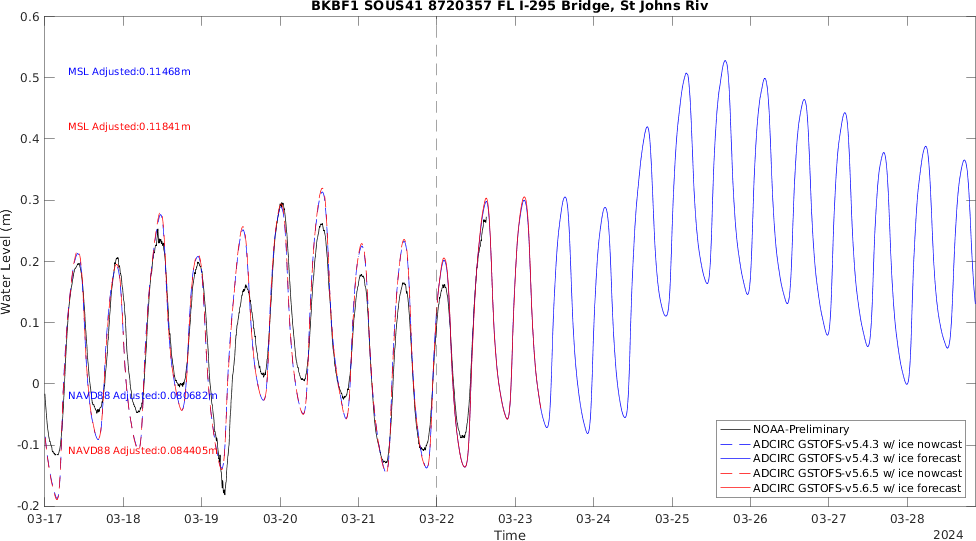 BKBF1 SOUS41 8720357 FL I-295 Bridge, St Johns Riv
0.6
0.5
0.4
0.3
0.2
0.1
0
-0.1
-0.2
Water Level (m)
MSL Adjusted:0.11468m
MSL Adjusted:0.11841m
NAVD88 Adjusted:0.080682m
NAVD88 Adjusted:0.084405m
NOAA-Preliminary
ADCIRC GSTOFS-v5.4.3 w/ ice nowcast
ADCIRC GSTOFS-v5.4.3 w/ ice forecast
ADCIRC GSTOFS-v5.6.5 w/ ice nowcast
ADCIRC GSTOFS-v5.6.5 w/ ice forecast
03-17 03-18 03-19 03-20 03-21 03-22 03-23 03-24 03-25 03-26 03-27 03-28
Time
2024